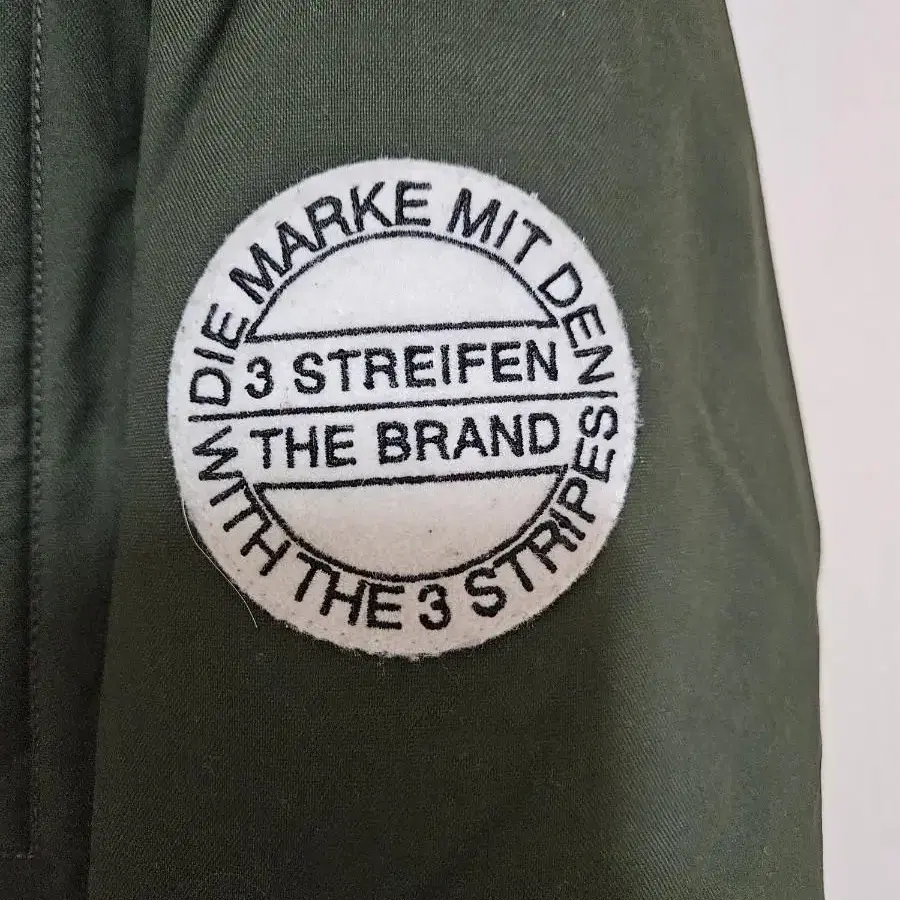 DIE MARKE MIT DEN
3 STREIFEN
THE BRAND
WITH THE 3 STRIPES